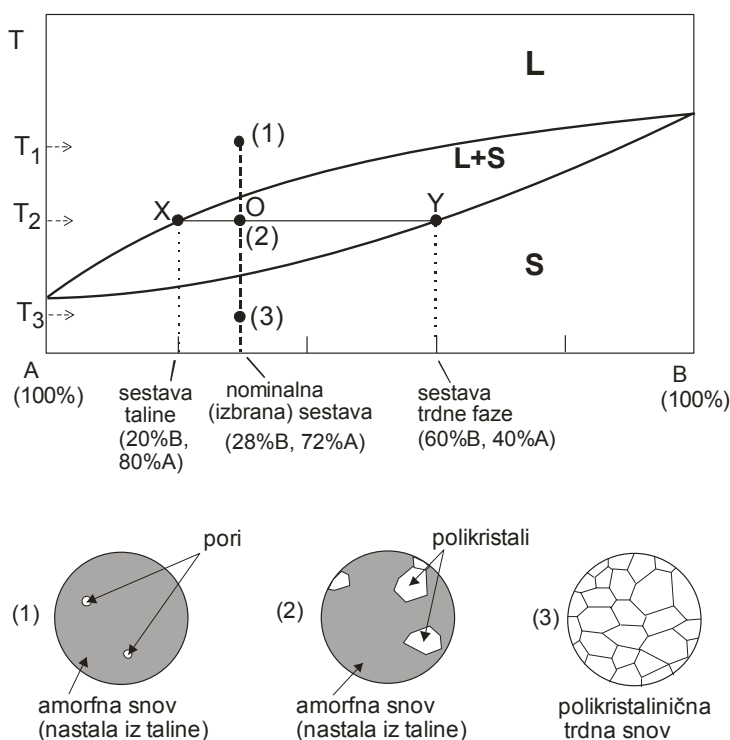 T
L
T1
(1)
L+S
T2
X
O
Y
(2)
S
T3
(3)
A
(100%)
B
(100%)
sestava
taline
(20%B,
80%A)
nominalna
(izbrana) sestava
(28%B, 72%A)
sestava
trdne faze
(60%B, 40%A)
pori
(1)
amorfna snov
(nastala iz taline)
polikristali
(2)
amorfna snov
(nastala iz taline)
(3)
polikristalinična
trdna snov